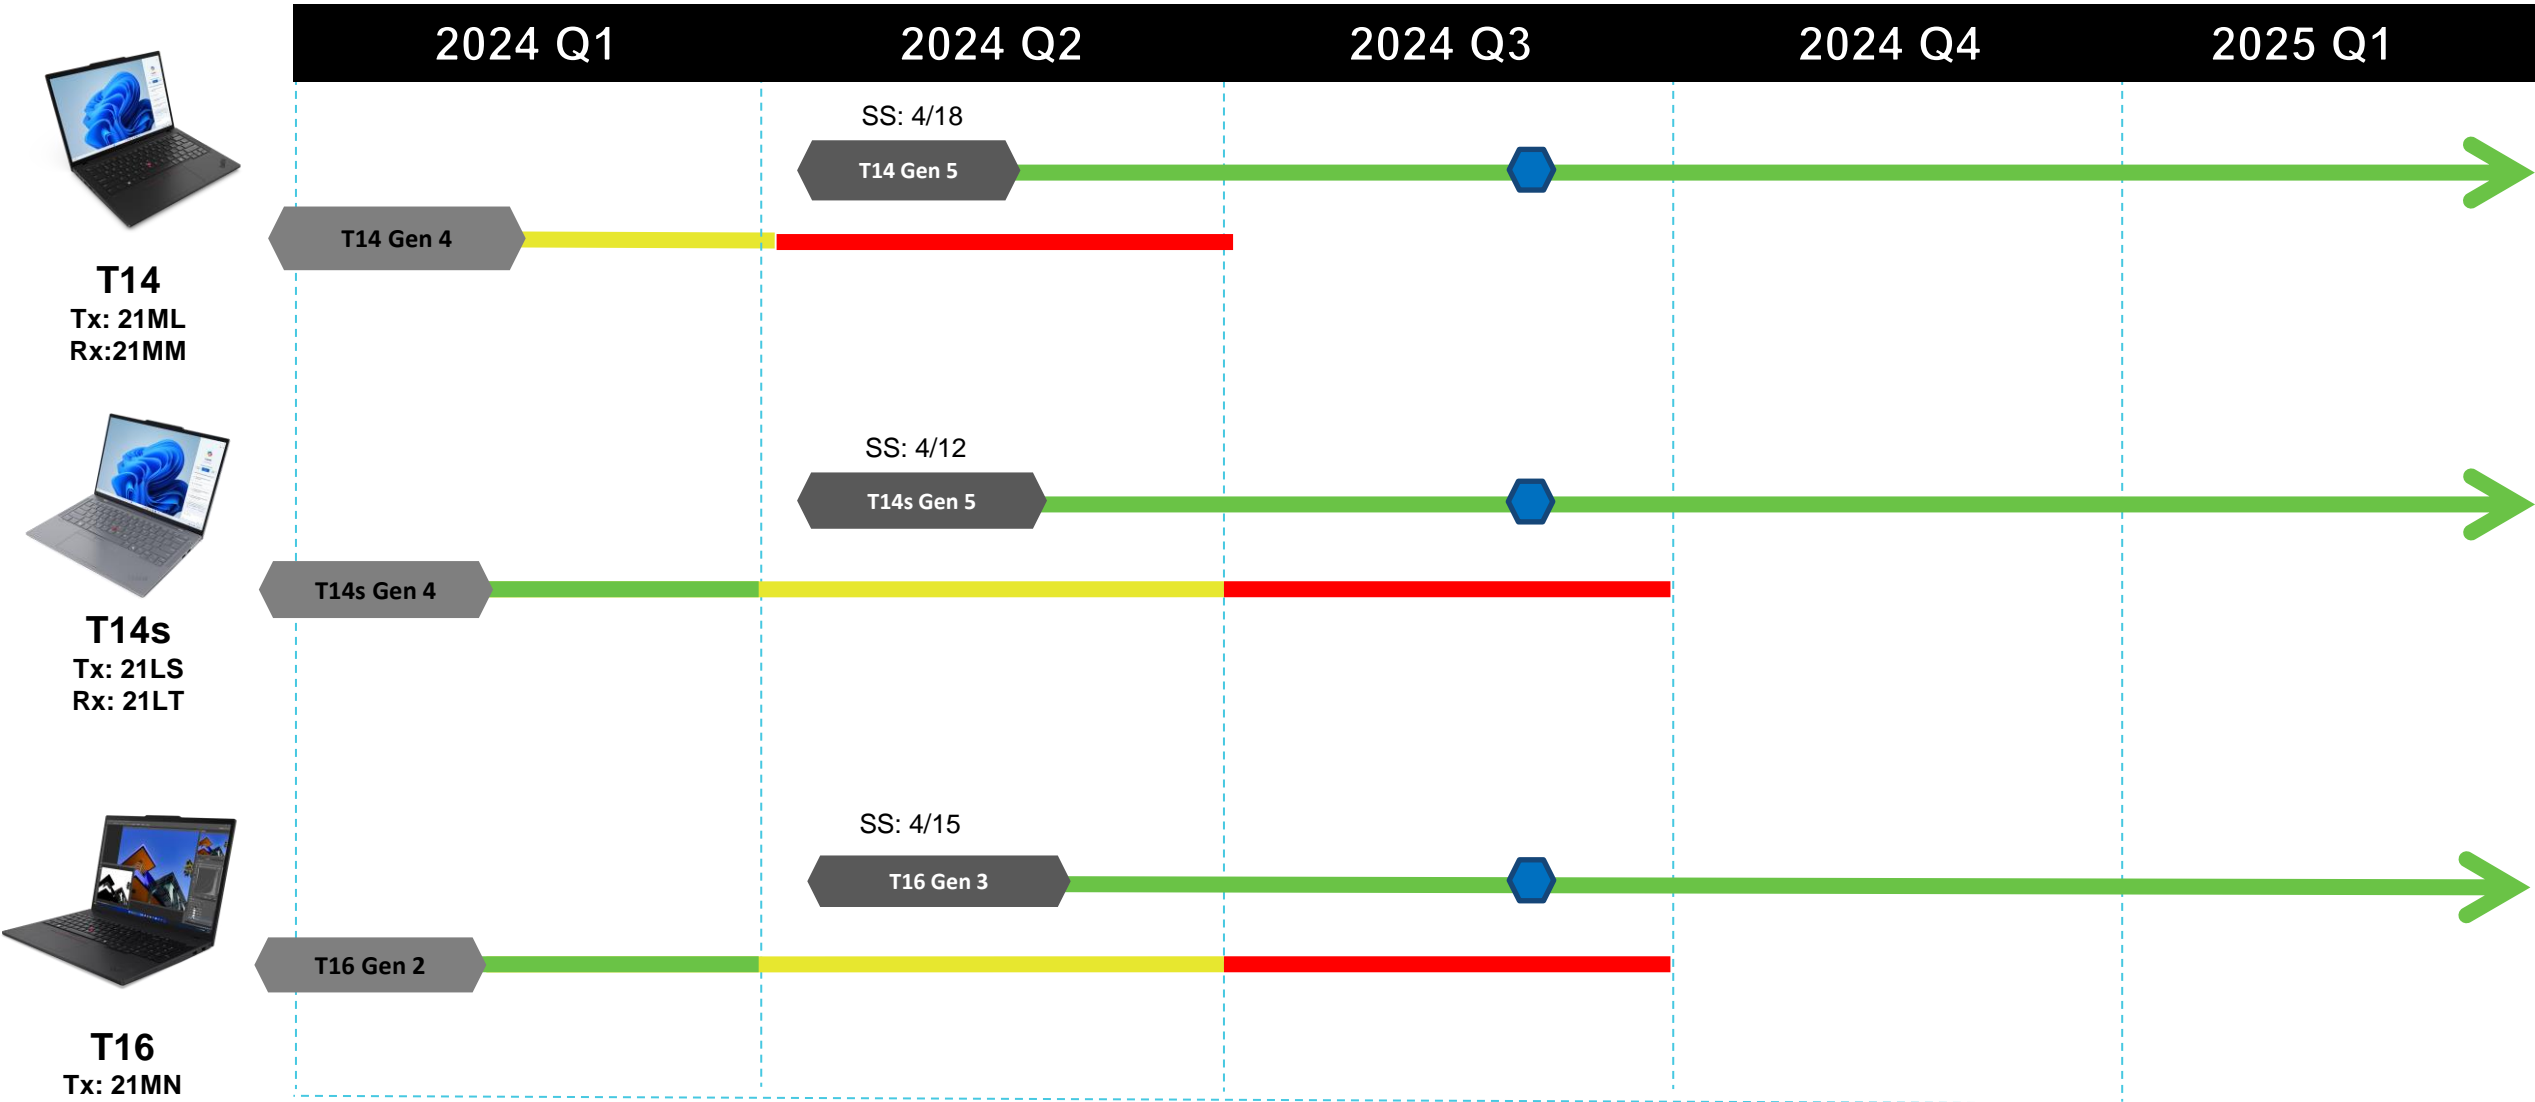 2024 Q1
2024 Q2
2024 Q3
2024 Q4
2025 Q1
SS: 4/18
T14 Gen 5
T14 Gen 4
T14
Tx: 21ML
Rx:21MM
SS: 4/12
T14s Gen 5
T14s Gen 4
T14s
Tx: 21LS
Rx: 21LT
SS: 4/15
T16 Gen 3
T16 Gen 2
T16
Tx: 21MN